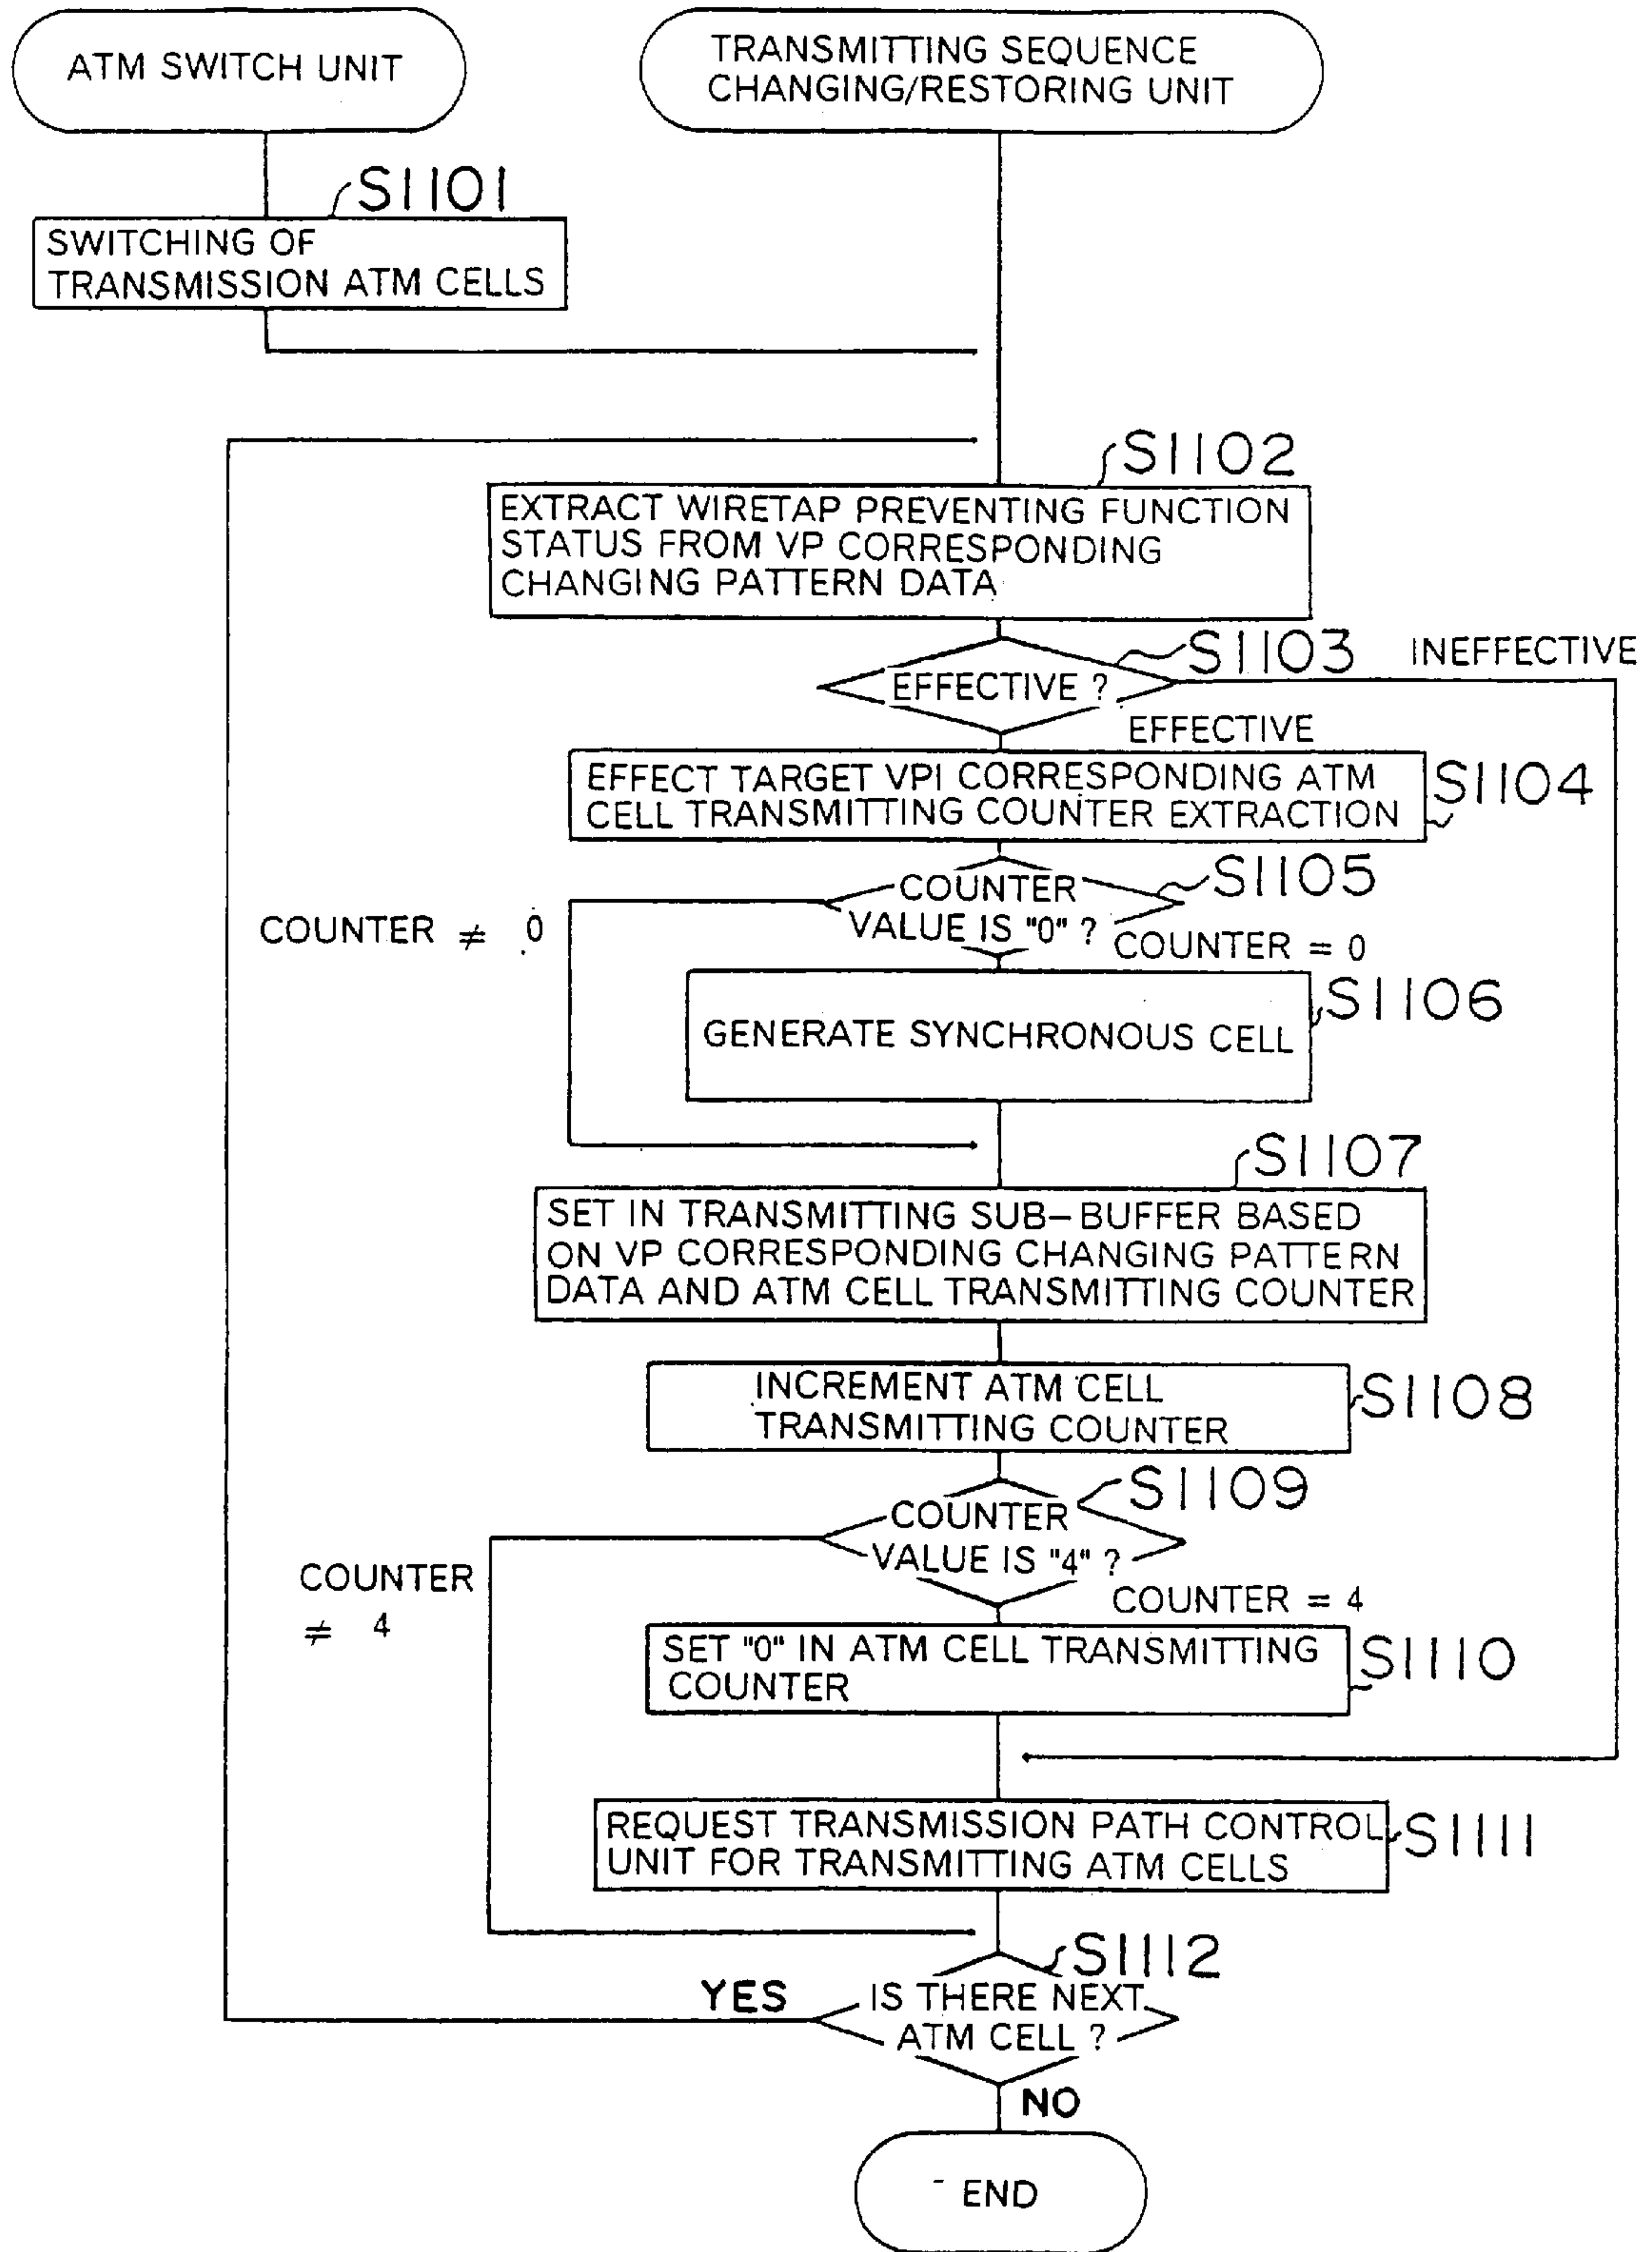 ATM SWITCH UNIT
TRANSMITTING SEQUENCE
CHANGING/RESTORING UNIT
S1101
SWITCHING OF
TRANSMISSION ATM CELLS
S1102
EXTRACT WIRETAP PREVENTING FUNCTION
STATUS FROM VP CORRESPONDING
CHANGING PATTERN DATA
S1103
INEFFECTIVE
EFFECTIVE ?
EFFECTIVE
EFFECT TARGET VPI CORRESPONDING ATM
CELL TRANSMITTING COUNTER EXTRACTION
S1104
S1105
COUNTER
VALUE IS "0" ?
COUNTER ≠ 0
COUNTER = 0
S1106
GENERATE SYNCHRONOUS CELL
S1107
SET IN TRANSMITTING SUB-BUFFER BASED
ON VP CORRESPONDING CHANGING PATTERN
DATA AND ATM CELL TRANSMITTING COUNTER
INCREMENT ATM CELL
TRANSMITTING COUNTER
S1108
S1109
COUNTER
VALUE IS "4" ?
COUNTER
≠ 4
COUNTER = 4
SET "0" IN ATM CELL TRANSMITTING
COUNTER
S1110
REQUEST TRANSMISSION PATH CONTROL
UNIT FOR TRANSMITTING ATM CELLS
S1111
S1112
YES
IS THERE NEXT
ATM CELL ?
NO
END